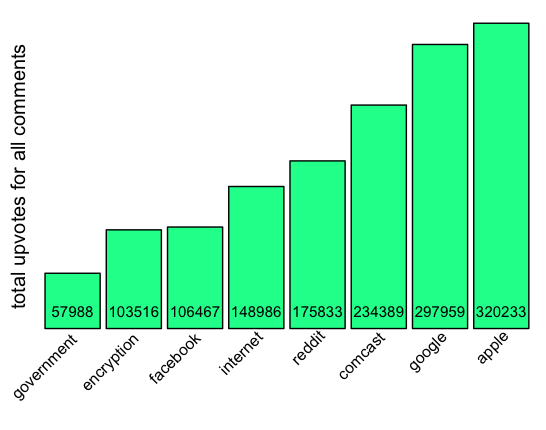 total upvotes for all comments
57988 103516 106467 148986 175833 234389 297959 320233
government encryption facebook internet reddit comcast google apple